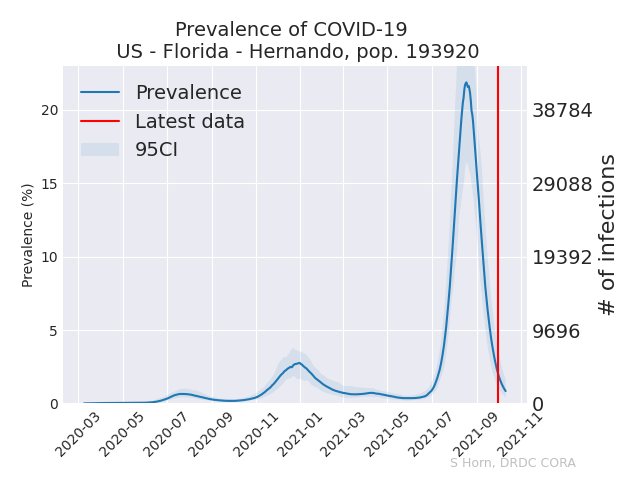 Prevalence of COVID-19
US - Florida - Hernando, pop. 193920
Prevalence
Latest data
95CI
Prevalence (%)
20
15
10
5
0
38784
29088
19392
9696
0
# of infections
2020-03
2020-05
2020-07
2020-09
2020-11
2021-01
2021-03
2021-05
2021-07
2021-09
2021-11
S Horn, DRDC CORA